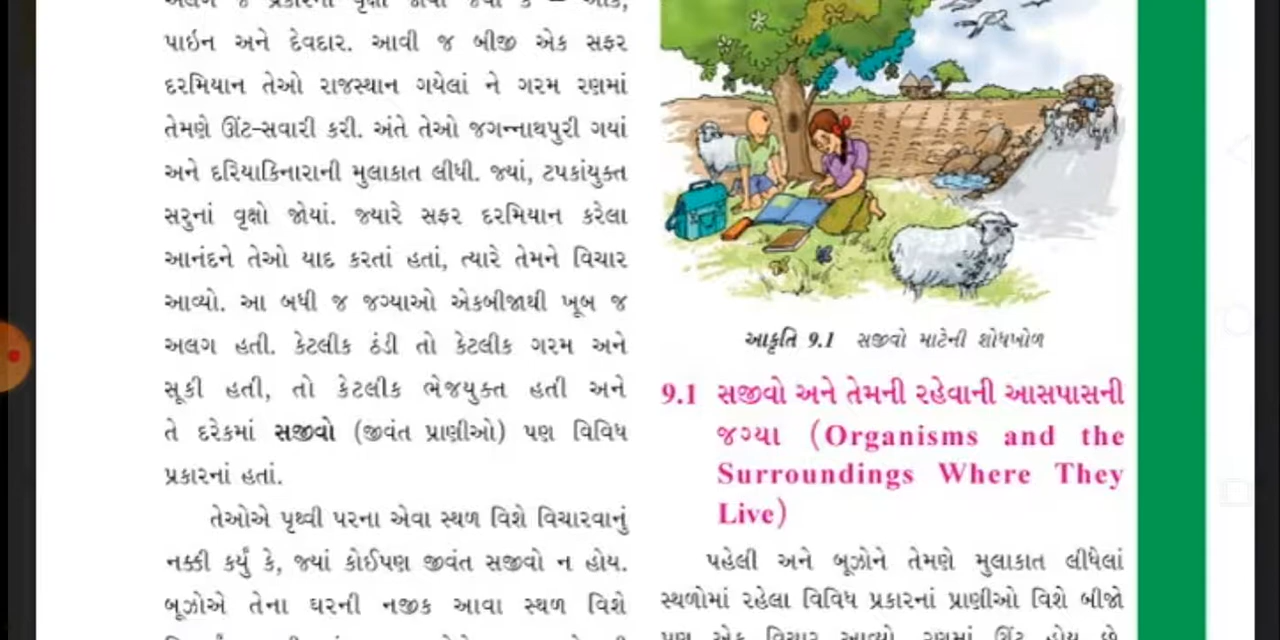 પાઇન અને દેવદાર. આવી જ બીજી એક સફર
દરમિયાન તેઓ રાજસ્થાન ગયેલાં ને ગરમ રણમાં
તેમણે ઊંટ-સવારી કરી. અંતે તેઓ જગન્નાથપુરી ગયાં
અને દરિયાકિનારાની મુલાકાત લીધી. જ્યાં, ટપકાંયુક્ત
સરુનાં વૃક્ષો જોયાં. જ્યારે સફર દરમિયાન કરેલા
આનંદને તેઓ યાદ કરતાં હતાં, ત્યારે તેમને વિચાર
આવ્યો. આ બધી જ જગ્યાઓ એકબીજાથી ખૂબ જ
અલગ હતી. કેટલીક ઠંડી તો કેટલીક ગરમ અને
સૂકી હતી, તો કેટલીક ભેજયુક્ત હતી અને
તે દરેકમાં સજીવો (જીવંત પ્રાણીઓ) પણ વિવિધ
પ્રકારનાં હતાં.
તેઓએ પૃથ્વી પરના એવા સ્થળ વિશે વિચારવાનું
નક્કી કર્યું કે, જ્યાં કોઈપણ જીવંત સજીવો ન હોય.
બૂઝોએ તેના ઘરની નજીક આવા સ્થળ વિશે
આકૃતિ 9.1 સજીવો માટેની શોધખોળ
9.1 સજીવો અને તેમની રહેવાની આસપાસની
જગ્યા (Organisms and the
Surroundings Where They
Live)
પહેલી અને બૂઝોને તેમણે મુલાકાત લીધેલાં
સ્થળોમાં રહેલા વિવિધ પ્રકારનાં પ્રાણીઓ વિશે બીજો
પણ એક વિચાર આવ્યો. રણમાં ઊંટ હોય છે,